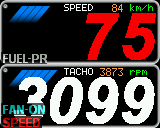 SPEED 84 km/h
75
FUEL-PR
TACHO 3873 rpm
3099
FAN-ON
SPEED